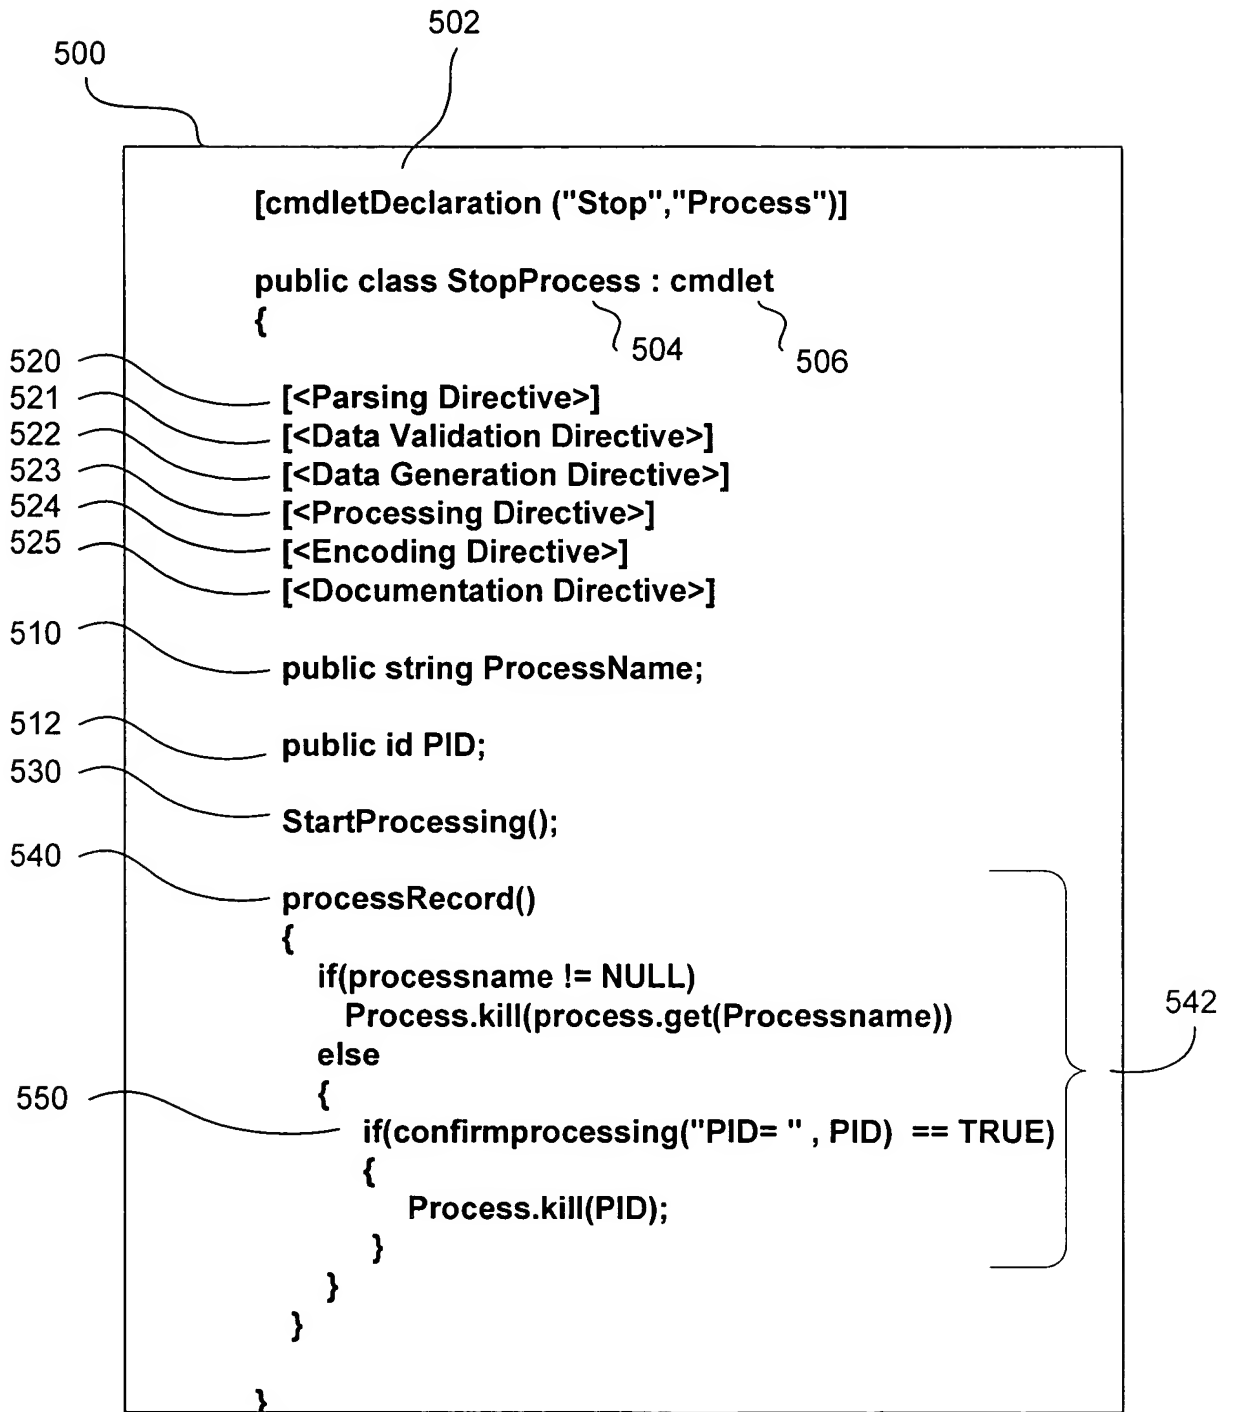 502
500
[cmdletDeclaration ("Stop","Process")]
public class StopProcess : cmdlet
{
504
506
520
[<Parsing Directive>]
521
[<Data Validation Directive>]
522
[<Data Generation Directive>]
523
[<Processing Directive>]
524
[<Encoding Directive>]
525
[<Documentation Directive>]
510
public string ProcessName;
512
public id PID;
530
StartProcessing();
540
processRecord()
{
if(processname != NULL)
Process.kill(process.get(Processname))
542
else
{
550
if(confirmprocessing("PID= " , PID) == TRUE)
{
Process.kill(PID);
}
}
}
}